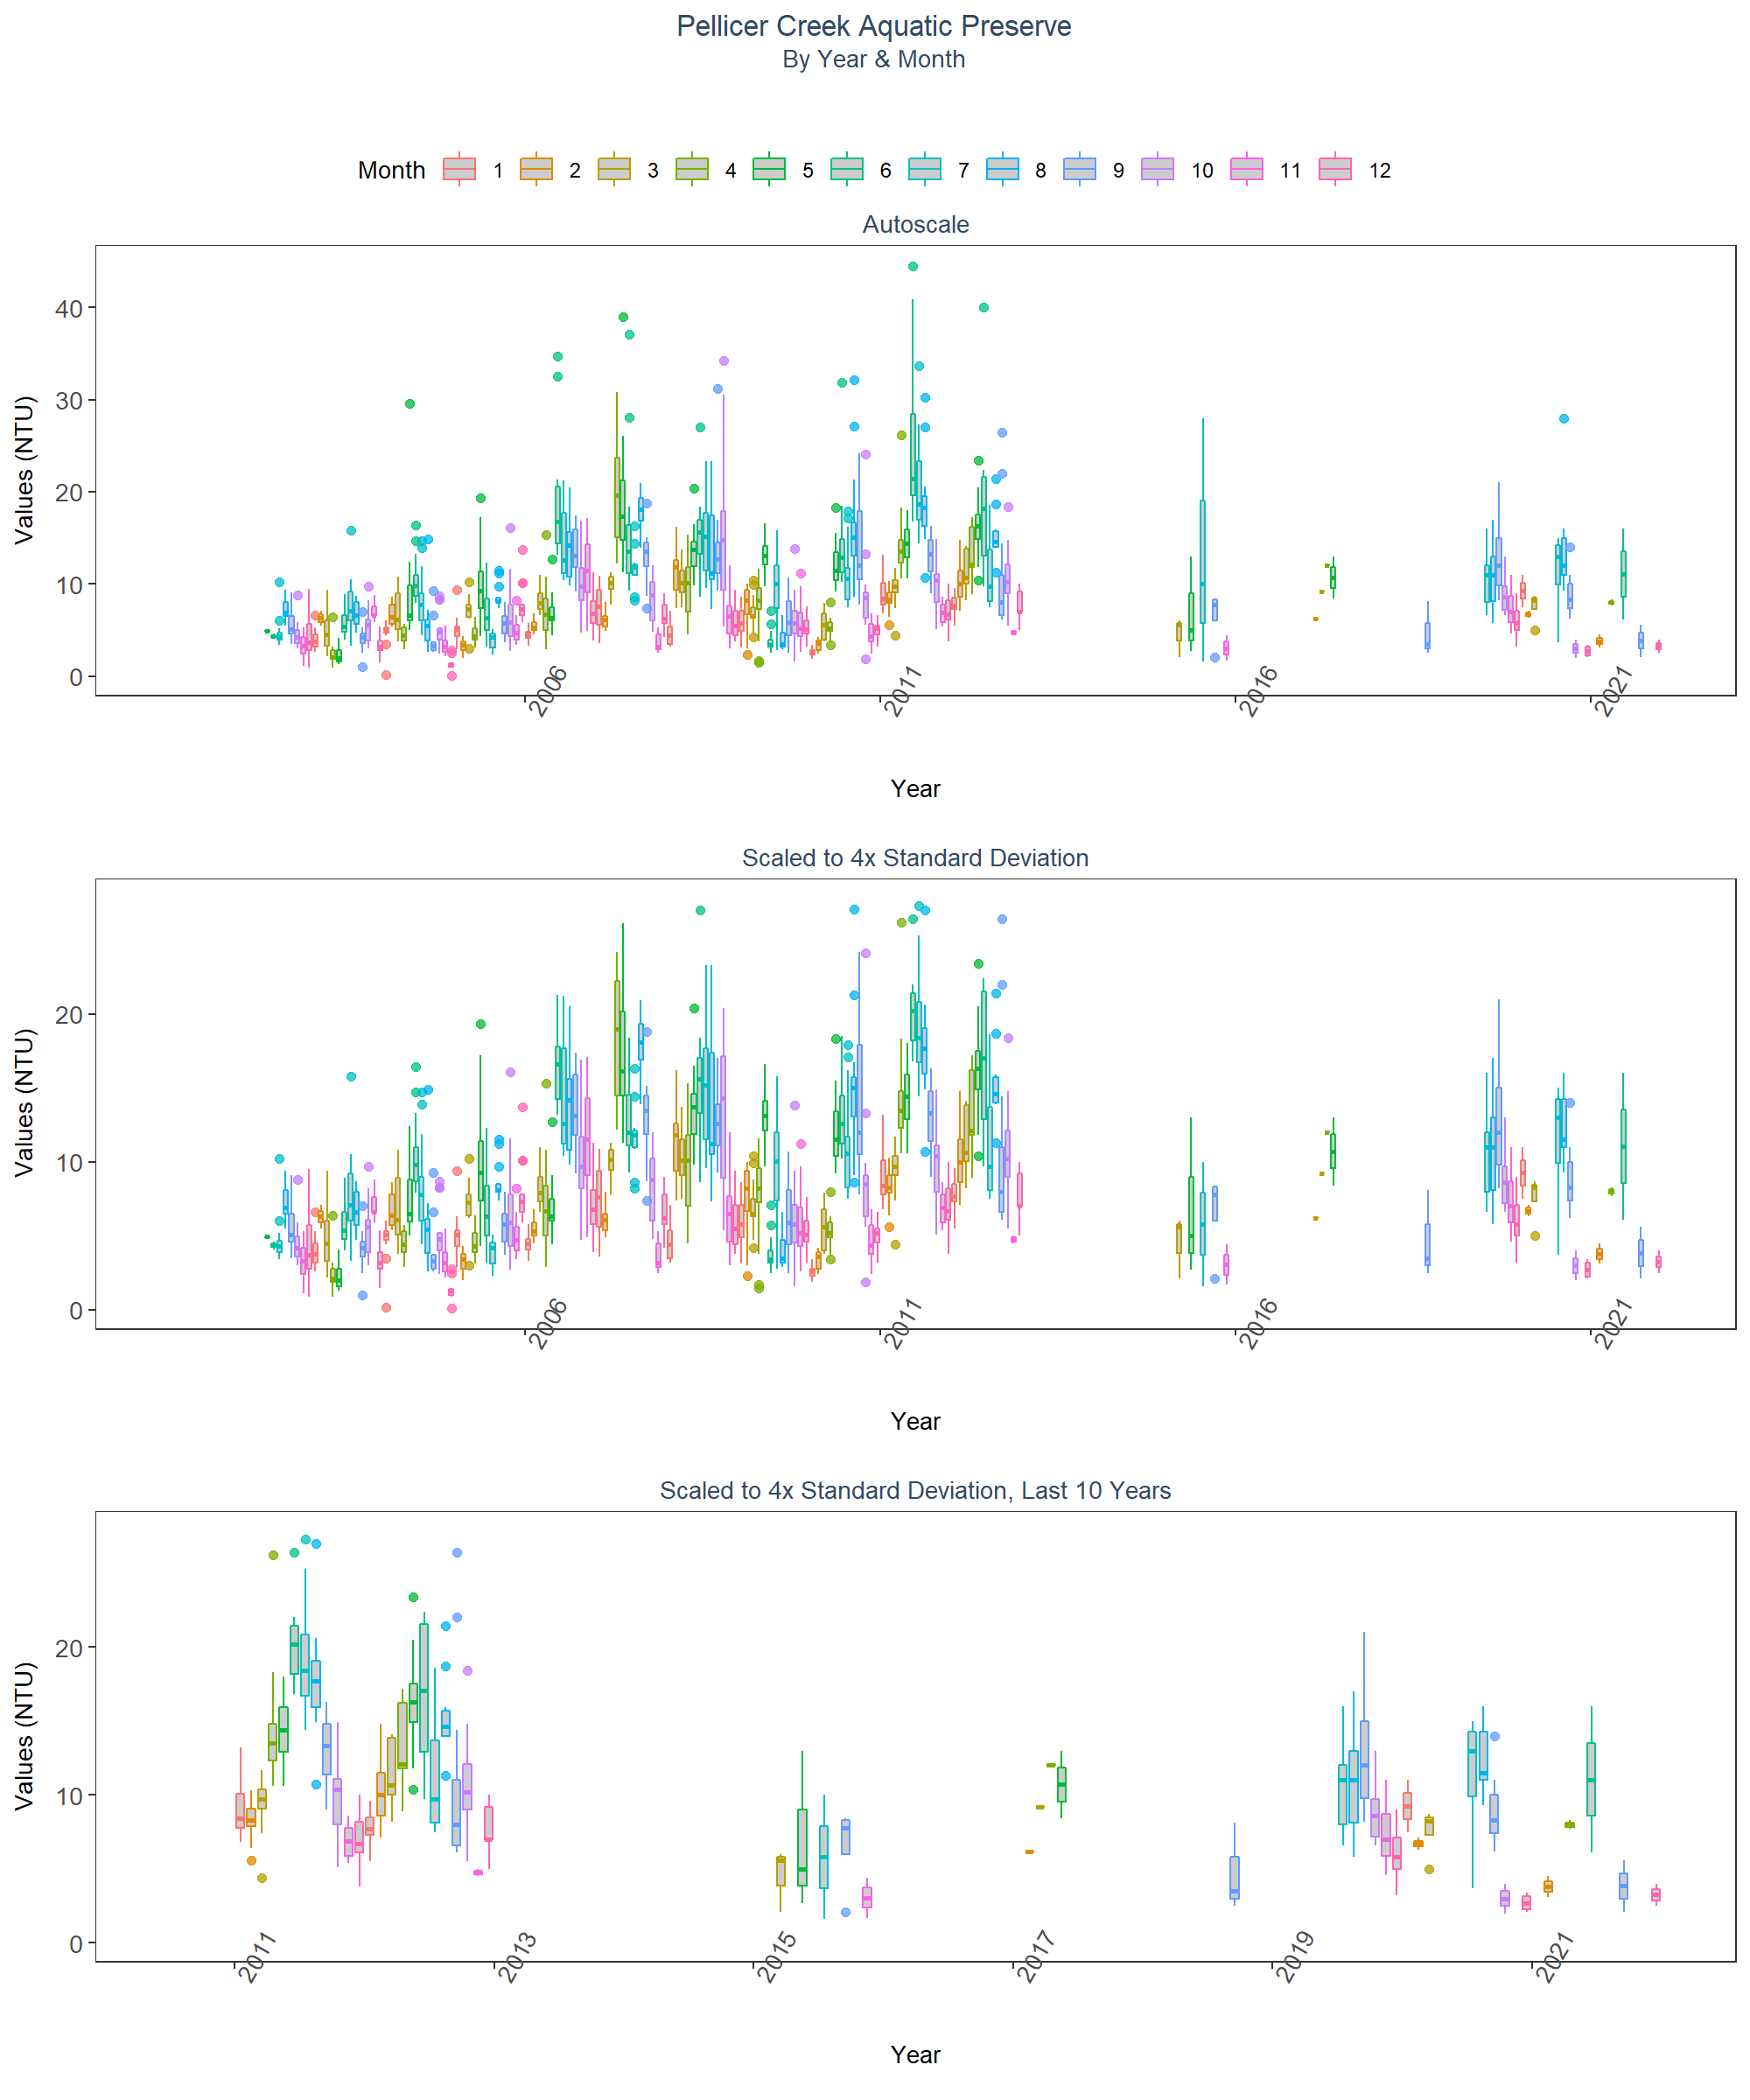 Pellicer Creek Aquatic Preserve
By Year & Month
Month 1 2 3 4 5 6 7 8 9 10 11 12
Autoscale
Values (NTU)
40
30
20
10
0
2006 2011 2016 2021
Year
Scaled to 4x Standard Deviation
Values (NTU)
20
10
0
2006 2011 2016 2021
Year
Scaled to 4x Standard Deviation, Last 10 Years
Values (NTU)
20
10
0
2011 2013 2015 2017 2019 2021
Year